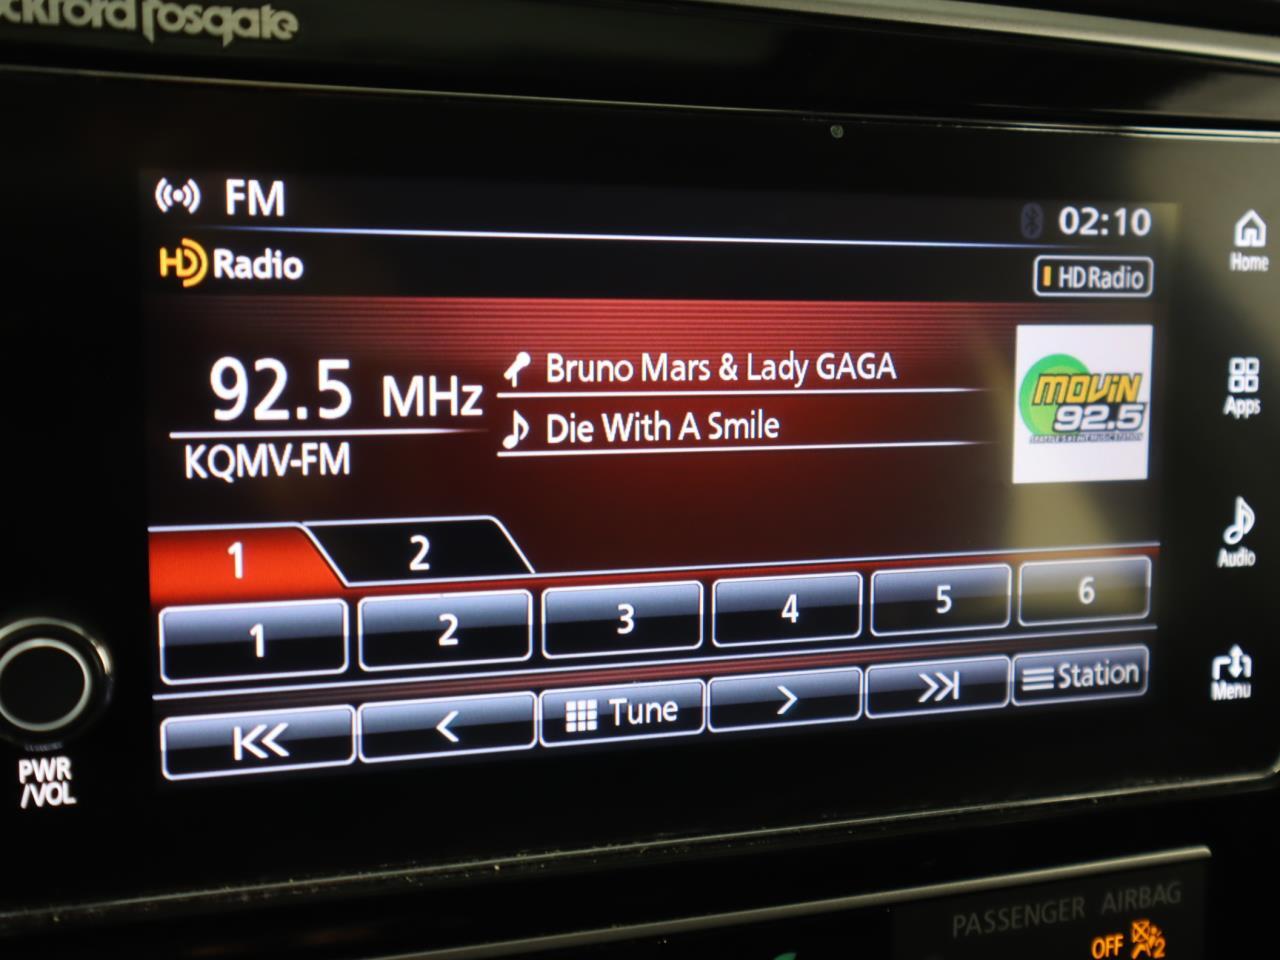 Rockford Fosgate
FM
02:10
HD Radio
HD Radio
92.5 MHz
KQMV-FM
Bruno Mars & Lady GAGA
Die With A Smile
MOViN
92.5
1
2
1
2
3
4
5
6
Tune
Station
Home
Apps
Audio
Menu
PWR
/VOL
PASSENGER AIRBAG
OFF
2